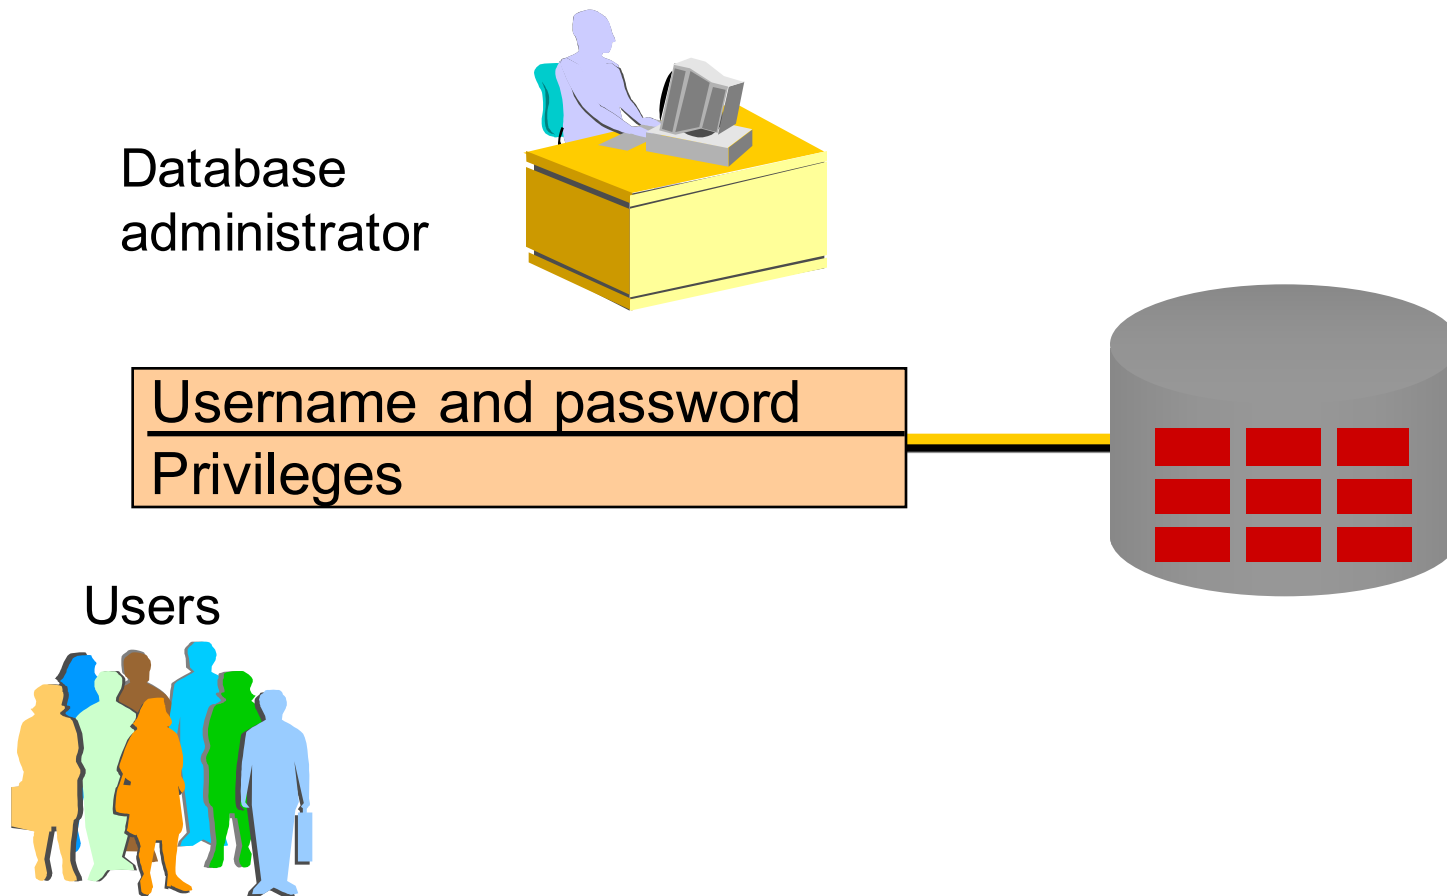 Database
administrator
Username and password
Privileges
Users